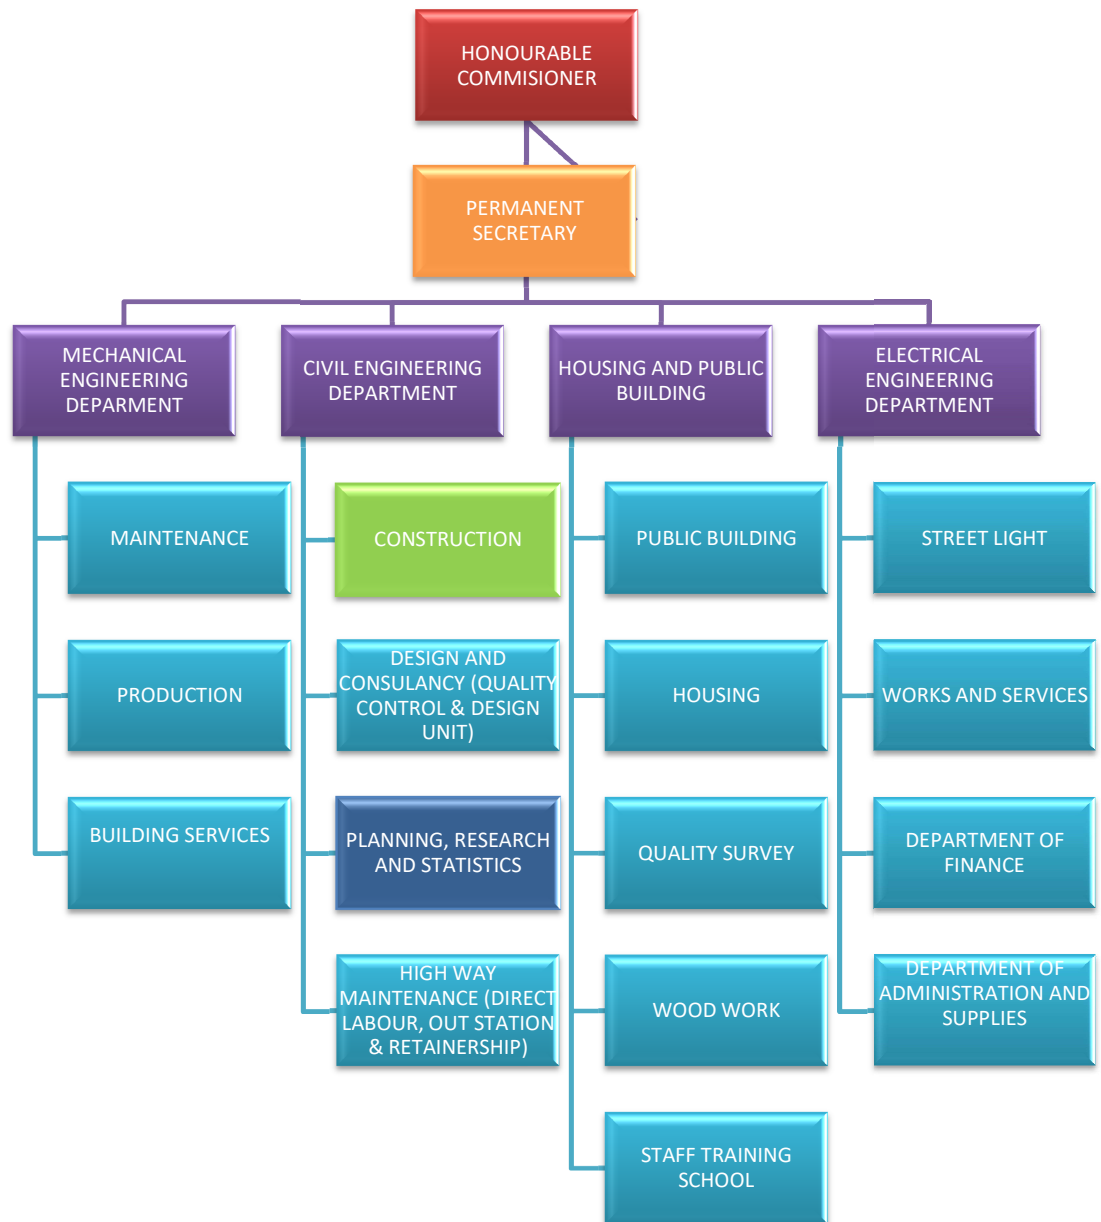 HONOURABLE
COMMISIONER
PERMANENT
SECRETARY
MECHANICAL
ENGINEERING
DEPARMENT
CIVIL ENGINEERING
DEPARTMENT
HOUSING AND PUBLIC
BUILDING
ELECTRICAL
ENGINEERING
DEPARTMENT
MAINTENANCE
CONSTRUCTION
PUBLIC BUILDING
STREET LIGHT
PRODUCTION
DESIGN AND
CONSULANCY (QUALITY
CONTROL & DESIGN
UNIT)
HOUSING
WORKS AND SERVICES
BUILDING SERVICES
PLANNING, RESEARCH
AND STATISTICS
QUALITY SURVEY
DEPARTMENT OF
FINANCE
HIGH WAY
MAINTENANCE (DIRECT
LABOUR, OUT STATION
& RETAINERSHIP)
WOOD WORK
DEPARTMENT OF
ADMINISTRATION AND
SUPPLIES
STAFF TRAINING
SCHOOL